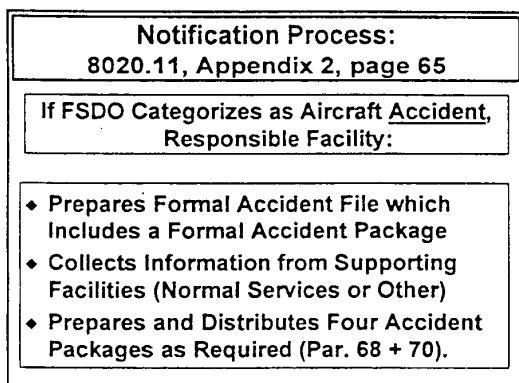 Notification Process:
8020.11, Appendix 2, page 65
If FSDO Categorizes as Aircraft Accident,
Responsible Facility:
◆ Prepares Formal Accident File which
Includes a Formal Accident Package
◆ Collects Information from Supporting
Facilities (Normal Services or Other)
◆ Prepares and Distributes Four Accident
Packages as Required (Par. 68 + 70).